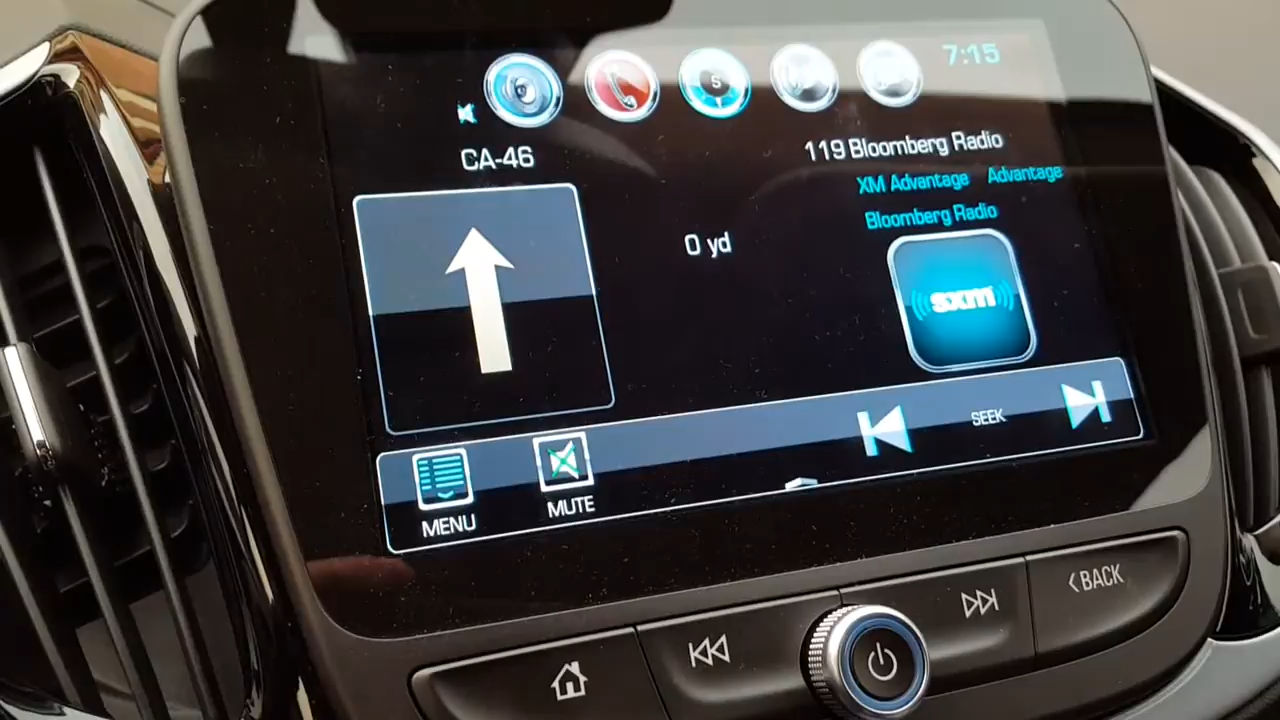 7:15
CA-46
119 Bloomberg Radio
XM Advantage Advantage
Bloomberg Radio
0 yd
sxm
SEEK
MENU
MUTE
BACK